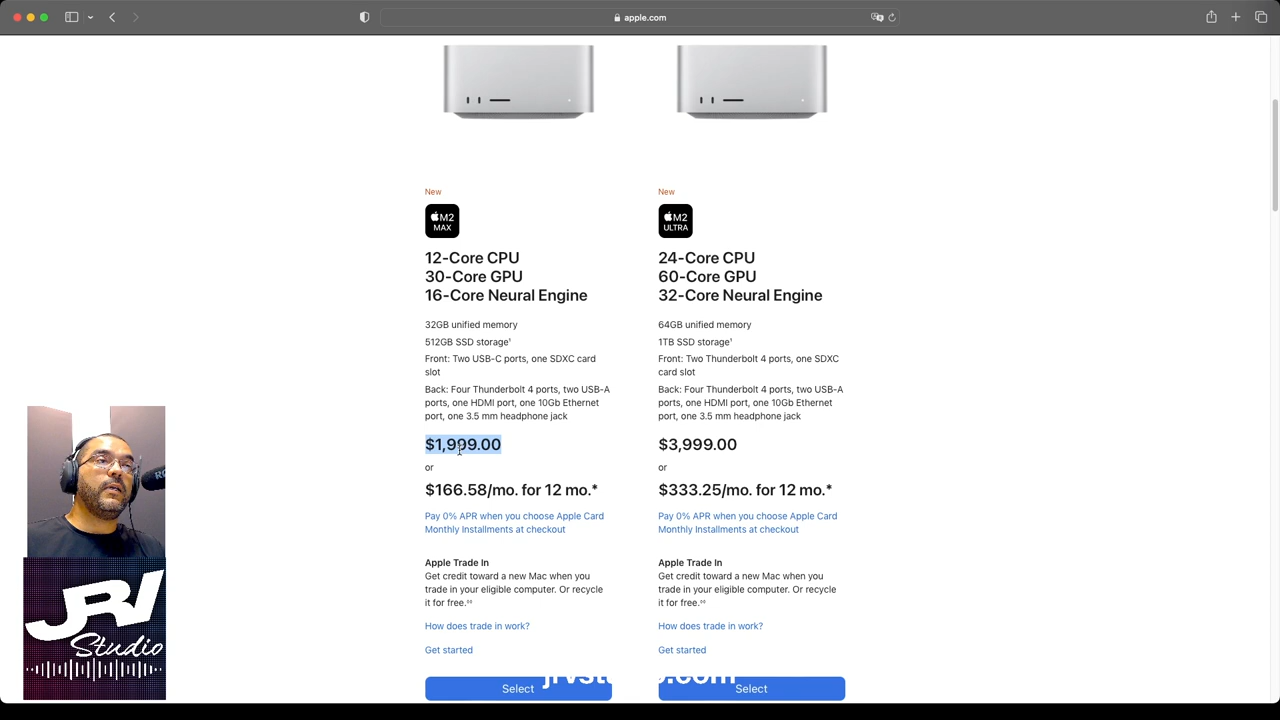 apple.com
New
M2
MAX
12-Core CPU
30-Core GPU
16-Core Neural Engine
32GB unified memory
512GB SSD storage¹
Front: Two USB-C ports, one SDXC card
slot
Back: Four Thunderbolt 4 ports, two USB-A
ports, one HDMI port, one 10Gb Ethernet
port, one 3.5 mm headphone jack
$1,999.00
or
$166.58/mo. for 12 mo.*
Pay 0% APR when you choose Apple Card
Monthly Installments at checkout
Apple Trade In
Get credit toward a new Mac when you
trade in your eligible computer. Or recycle
it for free.
How does trade in work?
Get started
Select
New
M2
ULTRA
24-Core CPU
60-Core GPU
32-Core Neural Engine
64GB unified memory
1TB SSD storage¹
Front: Two Thunderbolt 4 ports, one SDXC
card slot
Back: Four Thunderbolt 4 ports, two USB-A
ports, one HDMI port, one 10Gb Ethernet
port, one 3.5 mm headphone jack
$3,999.00
or
$333.25/mo. for 12 mo.*
Pay 0% APR when you choose Apple Card
Monthly Installments at checkout
Apple Trade In
Get credit toward a new Mac when you
trade in your eligible computer. Or recycle
it for free.
How does trade in work?
Get started
Select
JRV
Studio